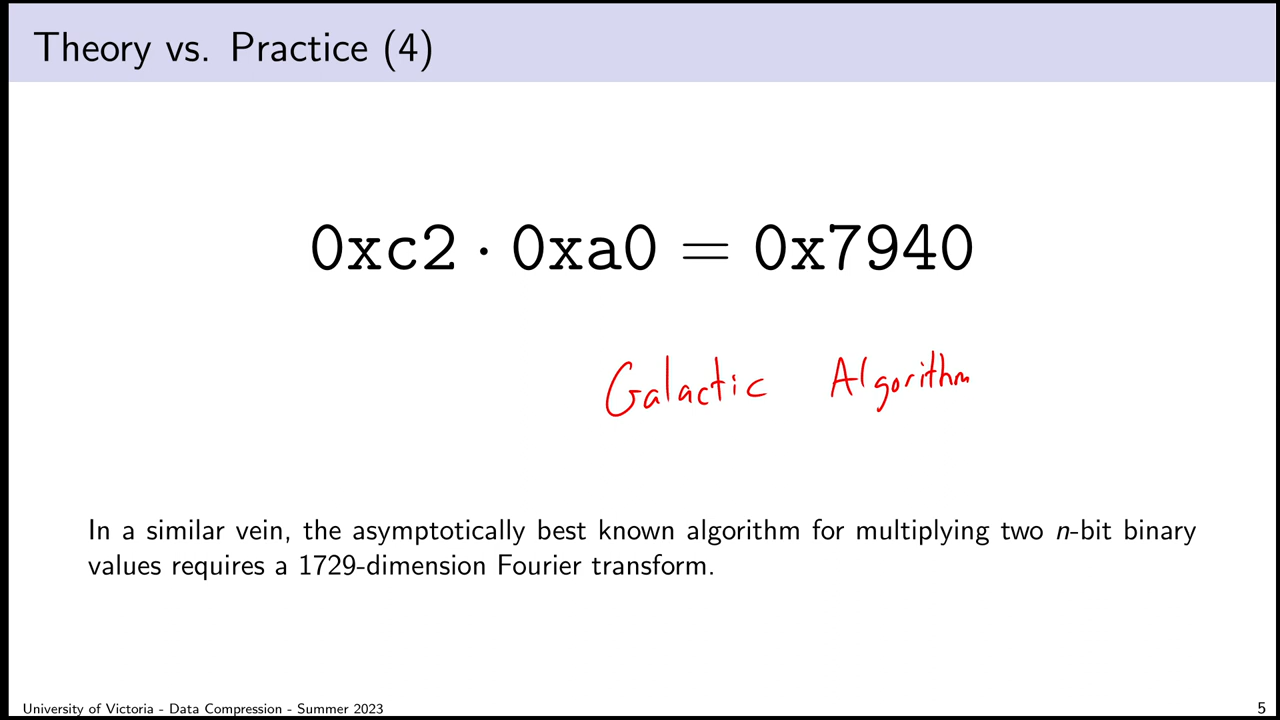 Theory vs. Practice (4)
0xc2 · 0xa0 = 0x7940
Galactic Algorithm
In a similar vein, the asymptotically best known algorithm for multiplying two n-bit binary
values requires a 1729-dimension Fourier transform.
University of Victoria - Data Compression - Summer 2023
5